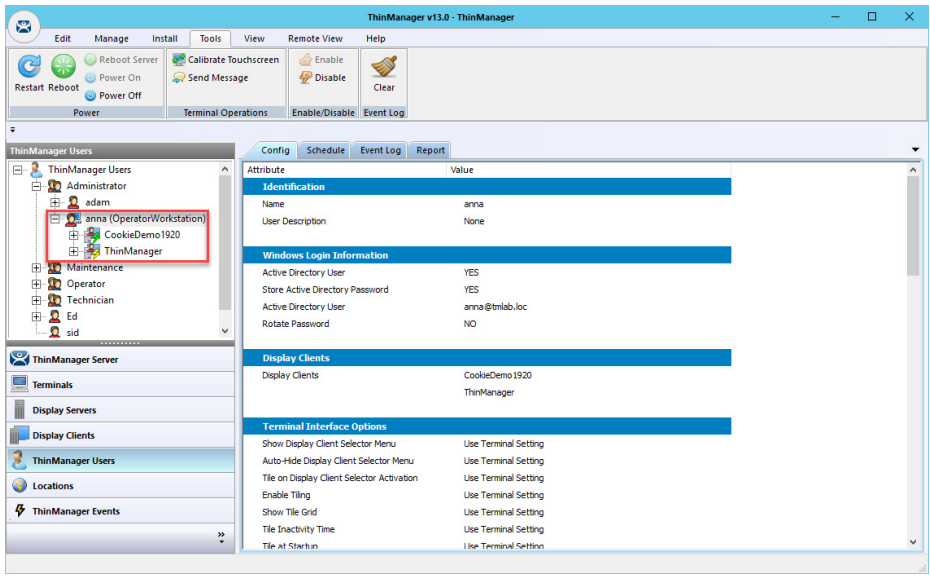 ThinManager v13.0 - ThinManager
Edit Manage Install Tools View Remote View Help
Restart Reboot
Reboot Server
Power On
Power Off
Power
Calibrate Touchscreen
Send Message
Terminal Operations
Enable
Disable
Enable/Disable
Clear
Event Log
ThinManager Users
ThinManager Users
Administrator
adam
anna (OperatorWorkstation)
CookieDemo1920
ThinManager
Maintenance
Operator
Technician
Ed
sid
ThinManager Server
Terminals
Display Servers
Display Clients
ThinManager Users
Locations
ThinManager Events
Config Schedule Event Log Report
Attribute Value
Identification
Name anna
User Description None
Windows Login Information
Active Directory User YES
Store Active Directory Password YES
Active Directory User anna@tmlab.loc
Rotate Password NO
Display Clients
Display Clients CookieDemo1920
ThinManager
Terminal Interface Options
Show Display Client Selector Menu Use Terminal Setting
Auto-Hide Display Client Selector Menu Use Terminal Setting
Tile on Display Client Selector Activation Use Terminal Setting
Enable Tiling Use Terminal Setting
Show Tile Grid Use Terminal Setting
Tile Inactivity Time Use Terminal Setting
Tile at Startup Use Terminal Setting